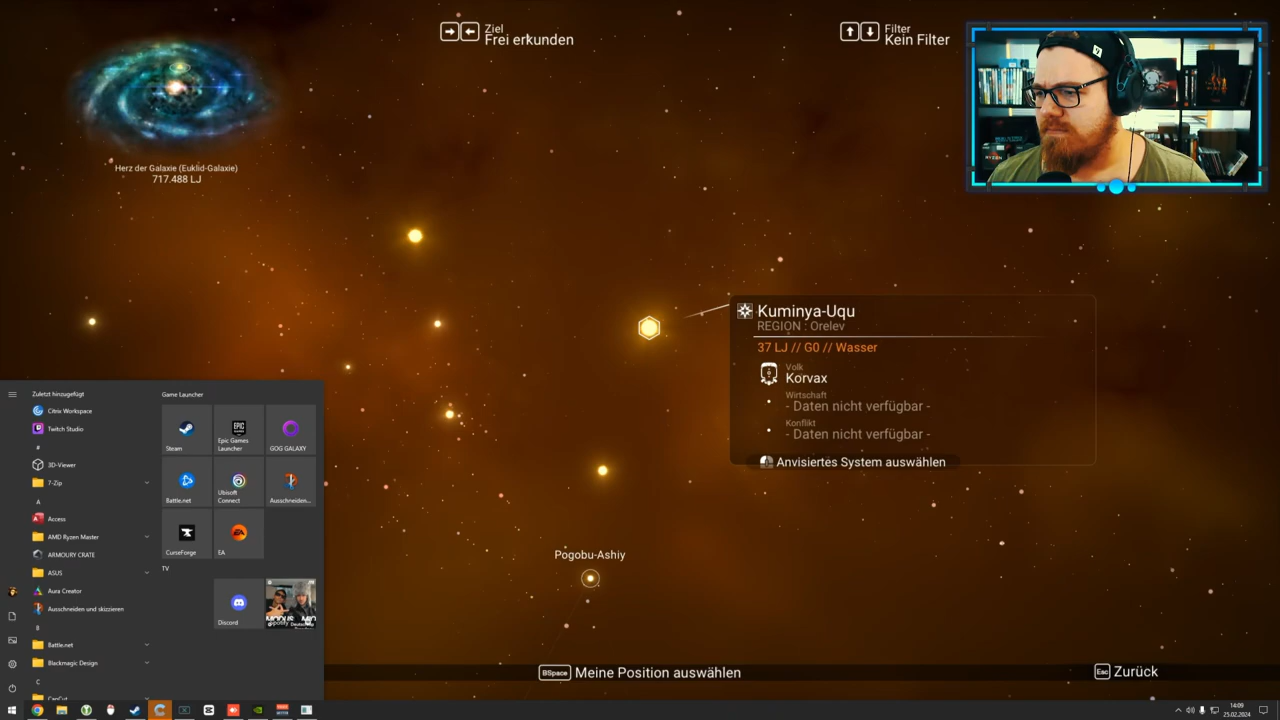 Ziel
Frei erkunden
Filter
Kein Filter
Herz der Galaxie (Euklid-Galaxie)
717.488 LJ
Kuminya-Uqu
REGION : Orelev
37 LJ // G0 // Wasser
Volk
Korvax
Wirtschaft
- Daten nicht verfügbar -
Konflikt
- Daten nicht verfügbar -
Anvisiertes System auswählen
Pogobu-Ashiy
BSpace Meine Position auswählen
Esc Zurück
Zuletzt hinzugefügt
Citrix Workspace
Twitch Studio
#
3D-Viewer
7-Zip
A
Access
AMD Ryzen Master
ARMOURY CRATE
ASUS
Aura Creator
Ausschneiden und skizzieren
B
Battle.net
Blackmagic Design
C
CapCut
Game Launcher
Steam
Epic Games
Launcher
GOG GALAXY
Battle.net
Ubisoft
Connect
Ausschneiden...
CurseForge
EA
TV
Discord
Spotify
RYZEN
14:09
25.02.2024